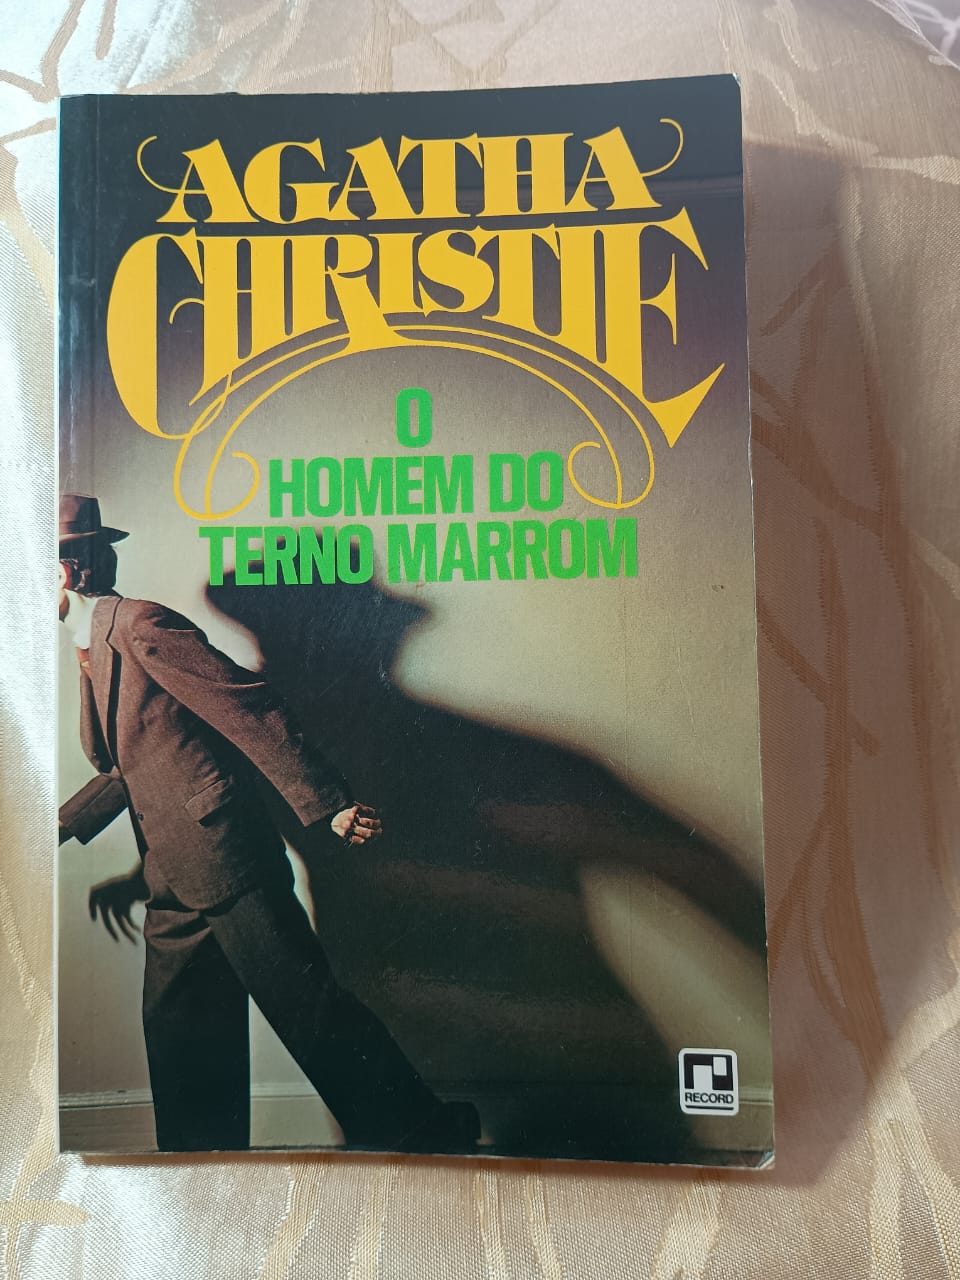 AGATHA
CHRISTIE
O
HOMEM DO
TERNO MARROM
RECORD